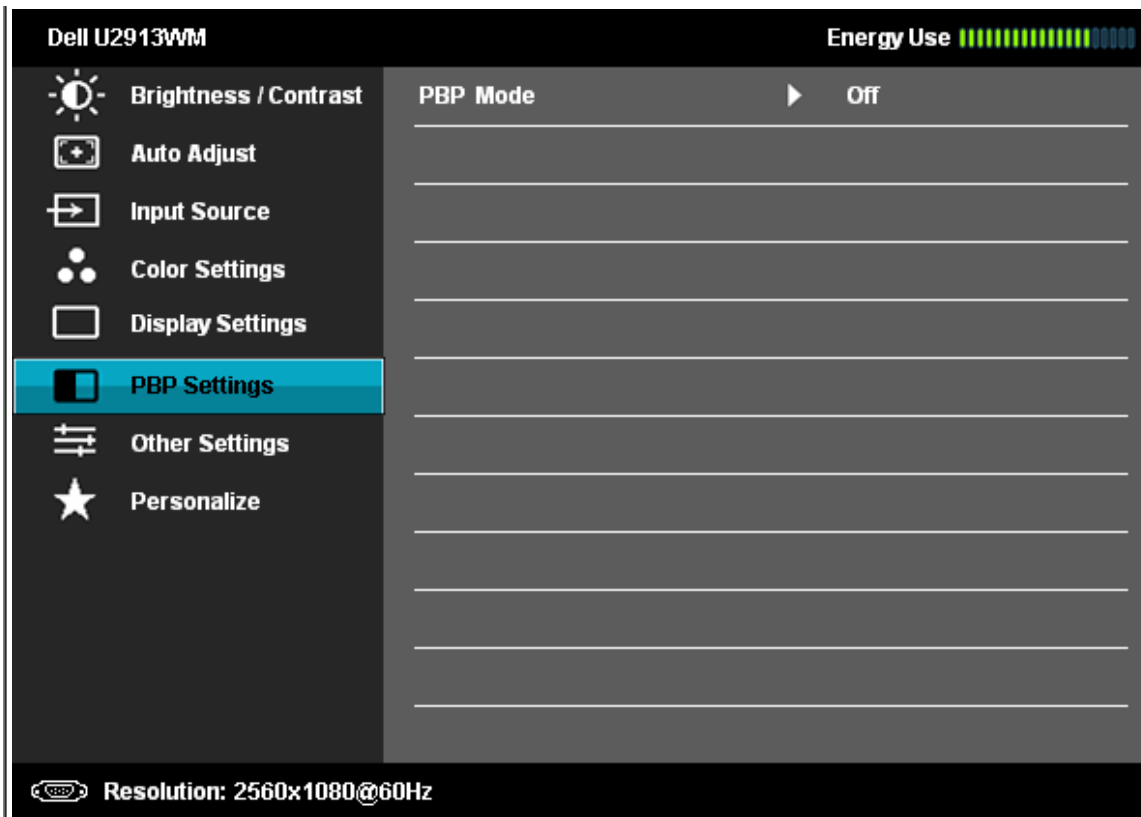 Dell U2913WM Energy Use
Brightness / Contrast PBP Mode Off
Auto Adjust
Input Source
Color Settings
Display Settings
PBP Settings
Other Settings
Personalize
Resolution: 2560x1080@60Hz